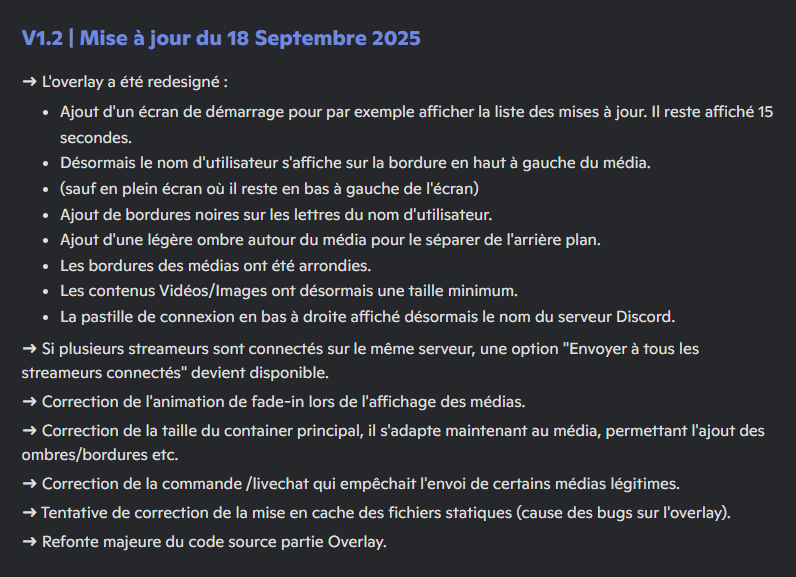 V1.2 | Mise à jour du 18 Septembre 2025
➜ L'overlay a été redesigné :
• Ajout d'un écran de démarrage pour par exemple afficher la liste des mises à jour. Il reste affiché 15
secondes.
• Désormais le nom d'utilisateur s'affiche sur la bordure en haut à gauche du média.
• (sauf en plein écran où il reste en bas à gauche de l'écran)
• Ajout de bordures noires sur les lettres du nom d'utilisateur.
• Ajout d'une légère ombre autour du média pour le séparer de l'arrière plan.
• Les bordures des médias ont été arrondies.
• Les contenus Vidéos/Images ont désormais une taille minimum.
• La pastille de connexion en bas à droite affiché désormais le nom du serveur Discord.
➜ Si plusieurs streameurs sont connectés sur le même serveur, une option "Envoyer à tous les
streameurs connectés" devient disponible.
➜ Correction de l'animation de fade-in lors de l'affichage des médias.
➜ Correction de la taille du container principal, il s'adapte maintenant au média, permettant l'ajout des
ombres/bordures etc.
➜ Correction de la commande /livechat qui empêchait l'envoi de certains médias légitimes.
➜ Tentative de correction de la mise en cache des fichiers statiques (cause des bugs sur l'overlay).
➜ Refonte majeure du code source partie Overlay.